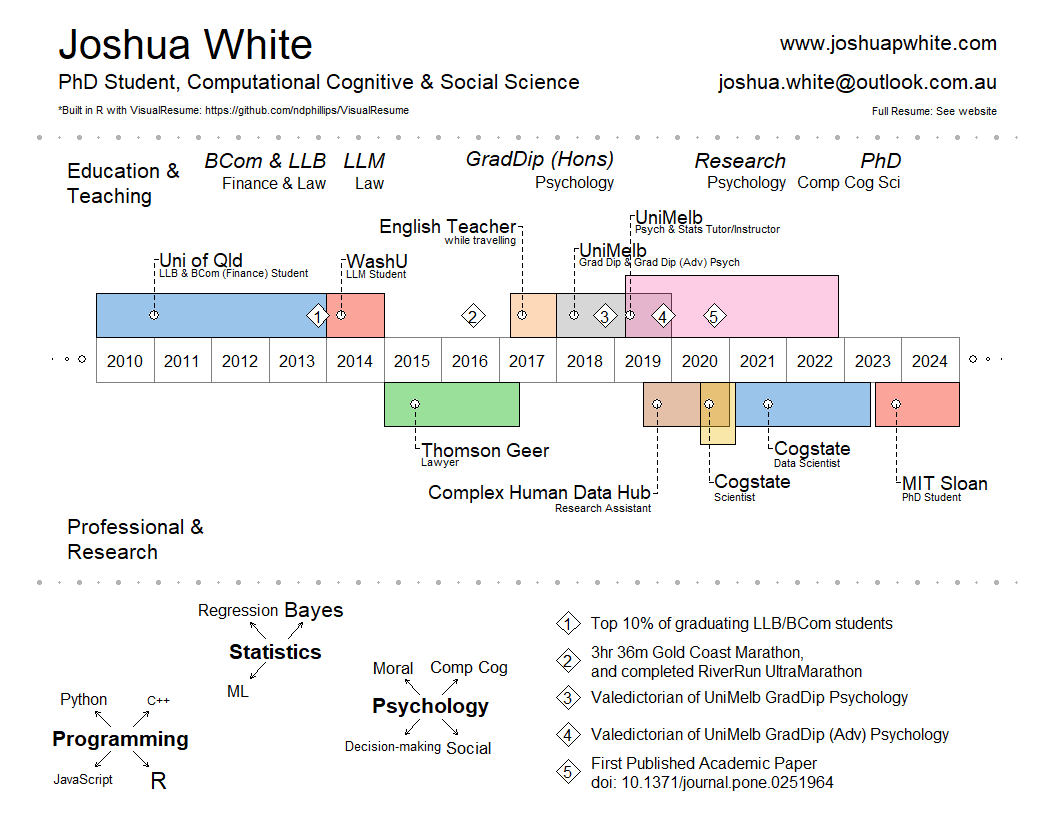 Joshua White
www.joshuapwhite.com
PhD Student, Computational Cognitive & Social Science
joshua.white@outlook.com.au
*Built in R with VisualResume: https://github.com/ndphillips/VisualResume
Full Resume: See website
Education &
Teaching
BCom & LLB
Finance & Law
LLM
Law
GradDip (Hons)
Psychology
Research
Psychology
PhD
Comp Cog Sci
Uni of Qld
LLB & BCom (Finance) Student
WashU
LLM Student
English Teacher
while travelling
UniMelb
Grad Dip & Grad Dip (Adv) Psych
UniMelb
Psych & Stats Tutor/Instructor
1
2
3
4
5
2010 2011 2012 2013 2014 2015 2016 2017 2018 2019 2020 2021 2022 2023 2024
Thomson Geer
Lawyer
Complex Human Data Hub
Research Assistant
Cogstate
Scientist
Cogstate
Data Scientist
MIT Sloan
PhD Student
Professional &
Research
Regression Bayes
Statistics
ML
Python C++
Programming
JavaScript R
Moral Comp Cog
Psychology
Decision-making Social
1 Top 10% of graduating LLB/BCom students
2 3hr 36m Gold Coast Marathon,
and completed RiverRun UltraMarathon
3 Valedictorian of UniMelb GradDip Psychology
4 Valedictorian of UniMelb GradDip (Adv) Psychology
5 First Published Academic Paper
doi: 10.1371/journal.pone.0251964